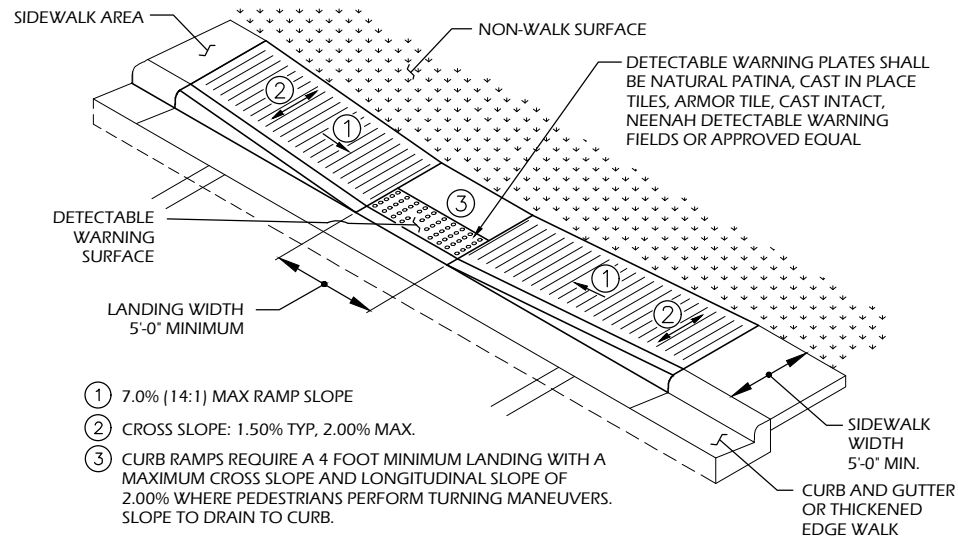 SIDEWALK AREA
NON-WALK SURFACE
DETECTABLE WARNING PLATES SHALL
BE NATURAL PATINA, CAST IN PLACE
TILES, ARMOR TILE, CAST INTACT,
NEENAH DETECTABLE WARNING
FIELDS OR APPROVED EQUAL
2
1
3
DETECTABLE
WARNING
SURFACE
1
2
LANDING WIDTH
5'-0" MINIMUM
1 7.0% (14:1) MAX RAMP SLOPE
2 CROSS SLOPE: 1.50% TYP, 2.00% MAX.
3 CURB RAMPS REQUIRE A 4 FOOT MINIMUM LANDING WITH A
MAXIMUM CROSS SLOPE AND LONGITUDINAL SLOPE OF
2.00% WHERE PEDESTRIANS PERFORM TURNING MANEUVERS.
SLOPE TO DRAIN TO CURB.
SIDEWALK
WIDTH
5'-0" MIN.
CURB AND GUTTER
OR THICKENED
EDGE WALK